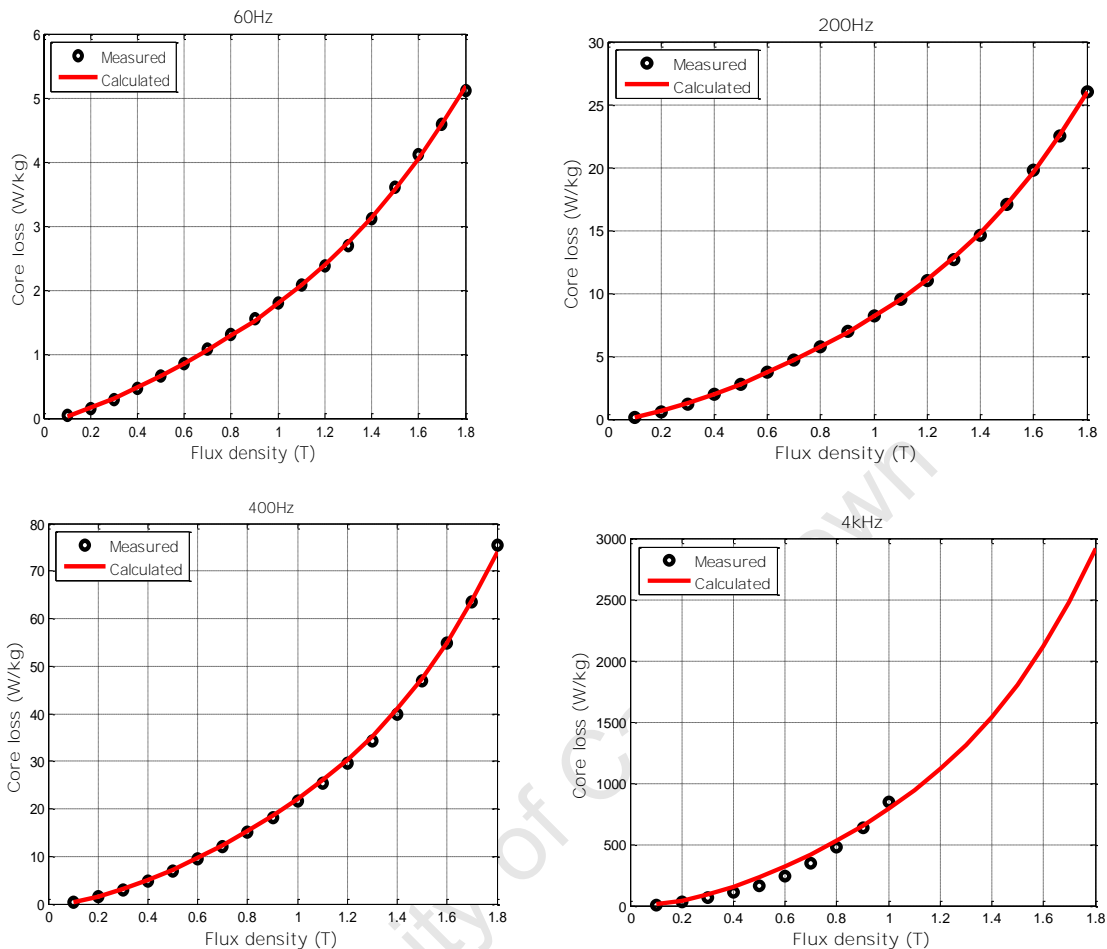 60Hz
6
5
4
3
2
1
0
Measured
Calculated
Core loss (W/kg)
0 0.2 0.4 0.6 0.8 1 1.2 1.4 1.6 1.8
Flux density (T)
200Hz
30
25
20
15
10
5
0
Measured
Calculated
Core loss (W/kg)
0 0.2 0.4 0.6 0.8 1 1.2 1.4 1.6 1.8
Flux density (T)
400Hz
80
70
60
50
40
30
20
10
0
Measured
Calculated
Core loss (W/kg)
0 0.2 0.4 0.6 0.8 1 1.2 1.4 1.6 1.8
Flux density (T)
4kHz
3000
2500
2000
1500
1000
500
0
Measured
Calculated
Core loss (W/kg)
0 0.2 0.4 0.6 0.8 1 1.2 1.4 1.6 1.8
Flux density (T)